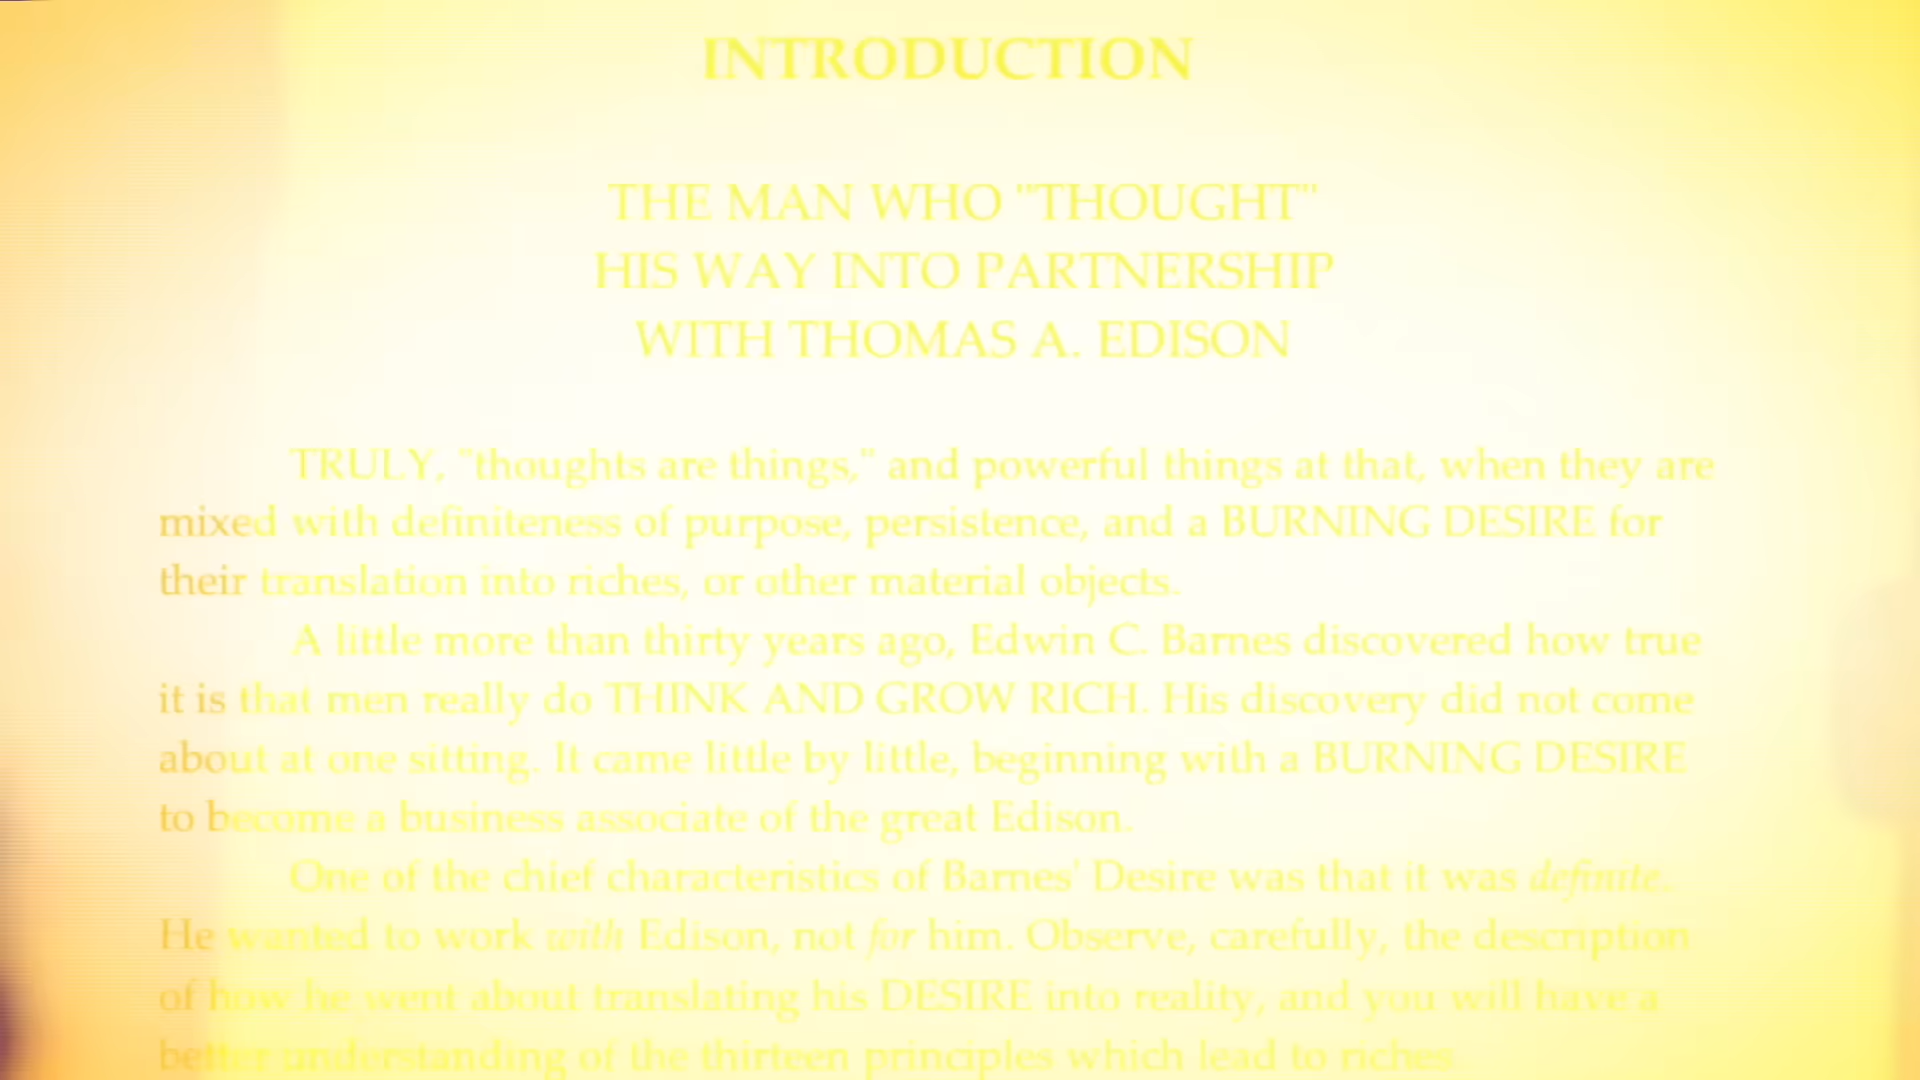 INTRODUCTION
THE MAN WHO "THOUGHT"
HIS WAY INTO PARTNERSHIP
WITH THOMAS A. EDISON
TRULY, "thoughts are things," and powerful things at that, when they are
mixed with definiteness of purpose, persistence, and a BURNING DESIRE for
their translation into riches, or other material objects.
A little more than thirty years ago, Edwin C. Barnes discovered how true
it is that men really do THINK AND GROW RICH. His discovery did not come
about at one sitting. It came little by little, beginning with a BURNING DESIRE
to become a business associate of the great Edison.
One of the chief characteristics of Barnes' Desire was that it was definite.
He wanted to work with Edison, not for him. Observe, carefully, the description
of how he went about translating his DESIRE into reality, and you will have a
better understanding of the thirteen principles which lead to riches